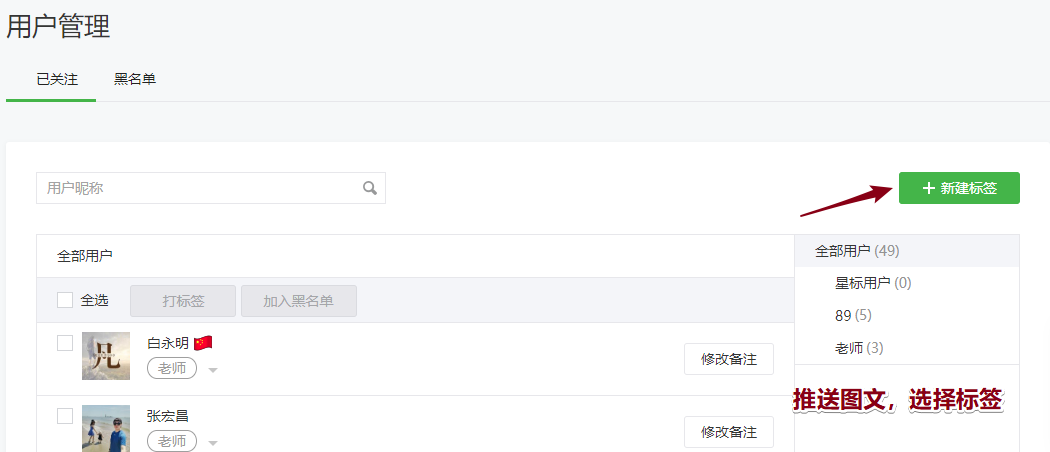 用户管理
已关注 黑名单
用户昵称
新建标签
全部用户
全选 打标签 加入黑名单
白永明 🇨🇳
老师
修改备注
张宏昌
老师
修改备注
全部用户 (49)
星标用户 (0)
89 (5)
老师 (3)
推送图文，选择标签